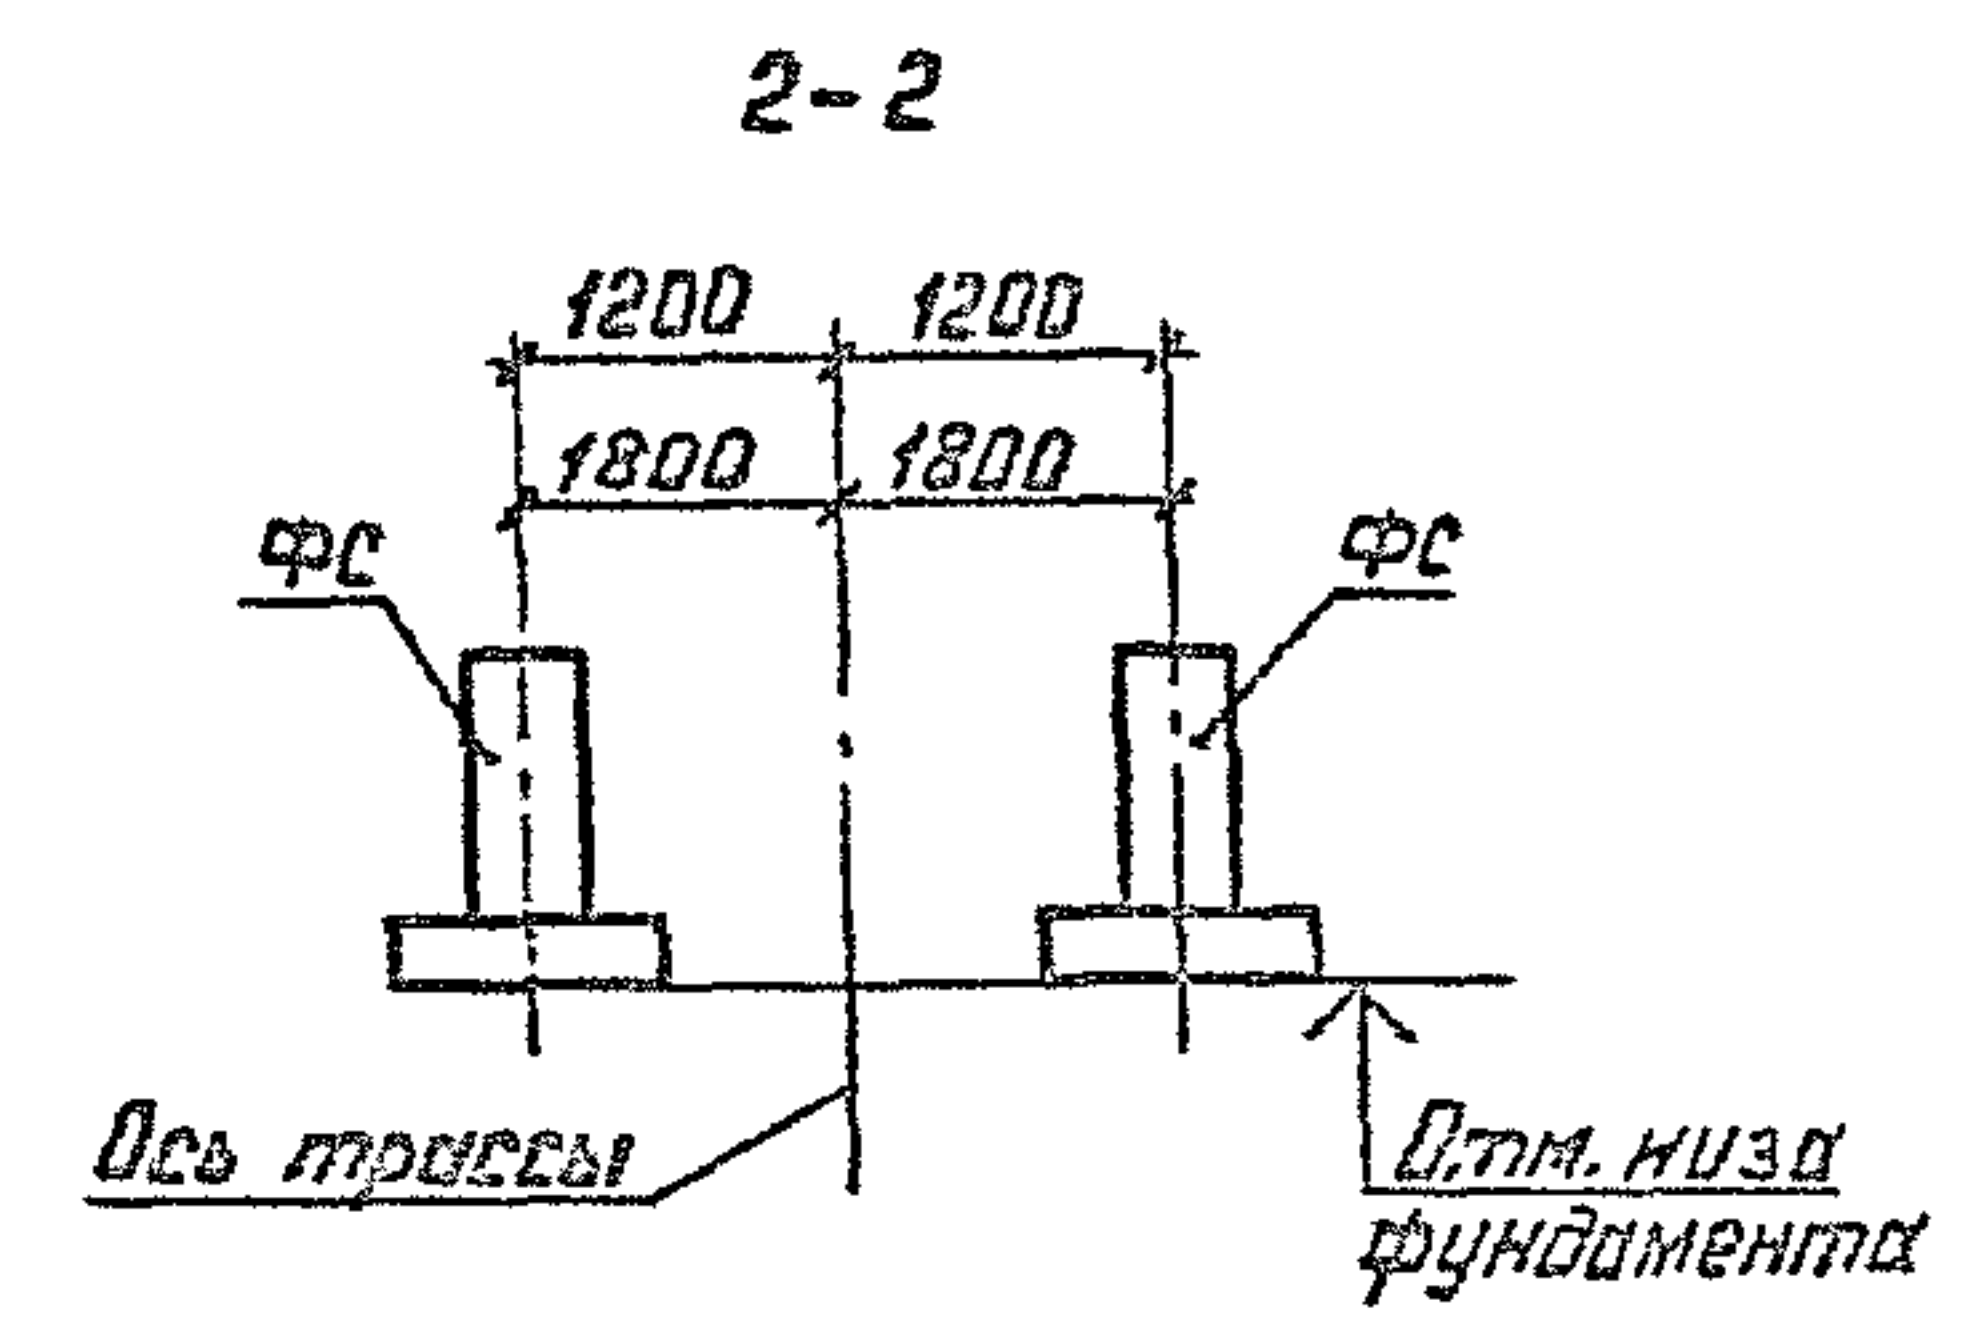 2-2
1200 1200
1800 1800
ФС ФС
Ось трассы
Отм. низа
фундамента